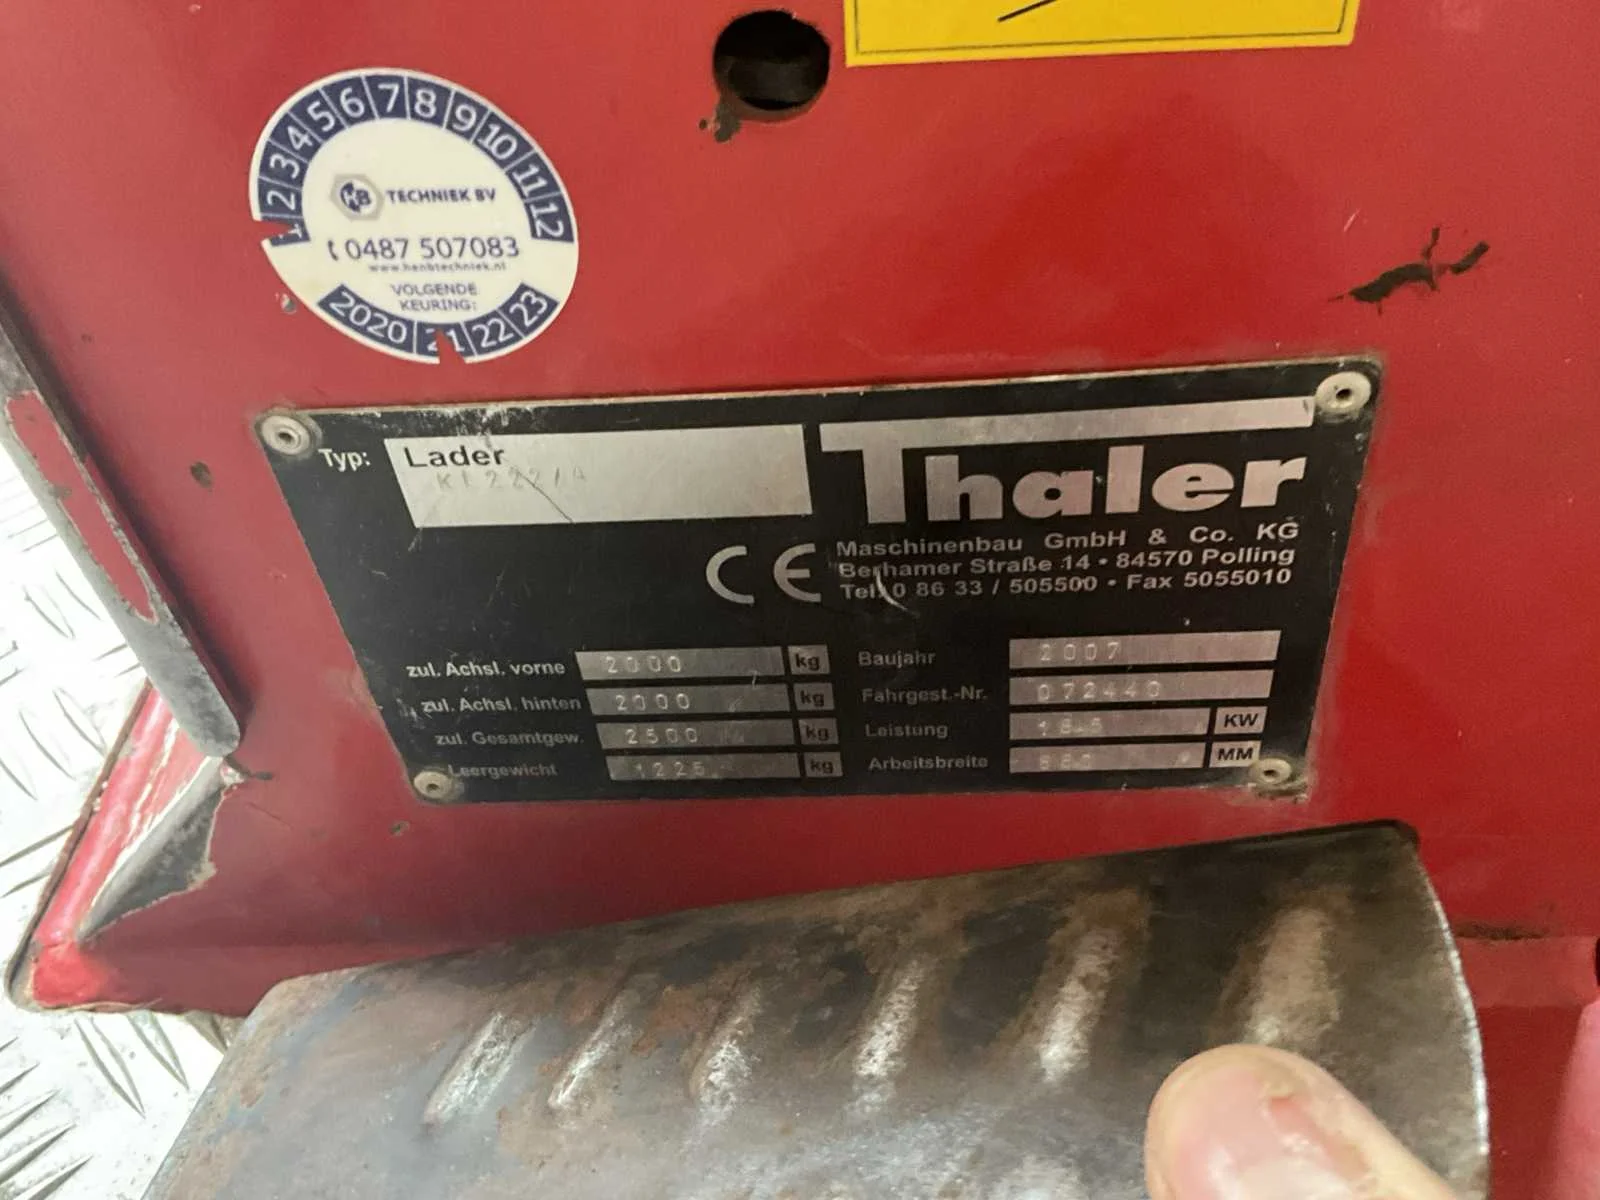 1 2 3 4 5 6 7 8 9 10 11 12
HB TECHNIEK BV
0487 507083
www.henbtechniek.nl
VOLGENDE
KEURING:
2020 21 22 23
Typ: Lader
Thaler
Maschinenbau GmbH & Co. KG
CE Berhamer Straße 14 • 84570 Polling
Tel. 0 86 33 / 505500 • Fax 5055010
zul. Achsl. vorne 2000 kg Baujahr 2007
zul. Achsl. hinten 2000 kg Fahrgest.-Nr. 072440
zul. Gesamtgew. 2500 kg Leistung 18.5 KW
Leergewicht 1225 kg Arbeitsbreite MM